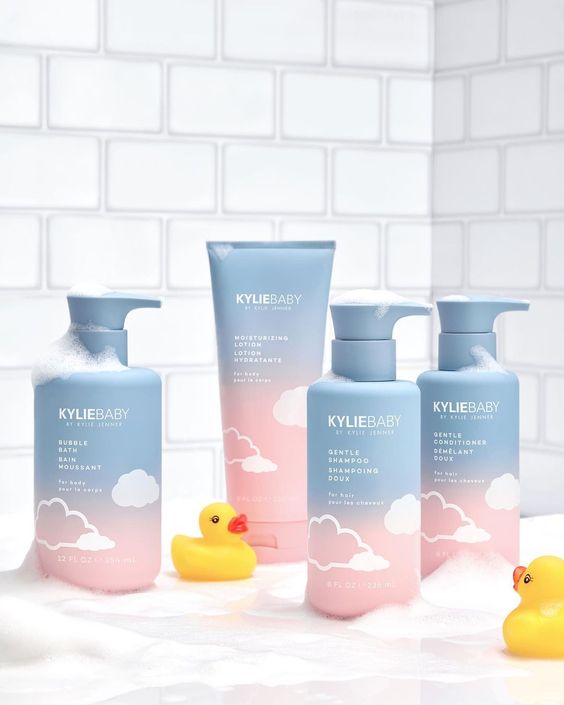 KYLIEBABY
BY KYLIE JENNER
BUBBLE
BATH
BAIN
MOUSSANT
for body
pour le corps
12 FL OZ / 354 mL
KYLIEBABY
BY KYLIE JENNER
MOISTURIZING
LOTION
LOTION
HYDRATANTE
for body
pour le corps
KYLIEBABY
BY KYLIE JENNER
GENTLE
SHAMPOO
SHAMPOING
DOUX
for hair
pour les cheveux
KYLIEBABY
BY KYLIE JENNER
GENTLE
CONDITIONER
DÉMÊLANT
DOUX
for hair
pour les cheveux